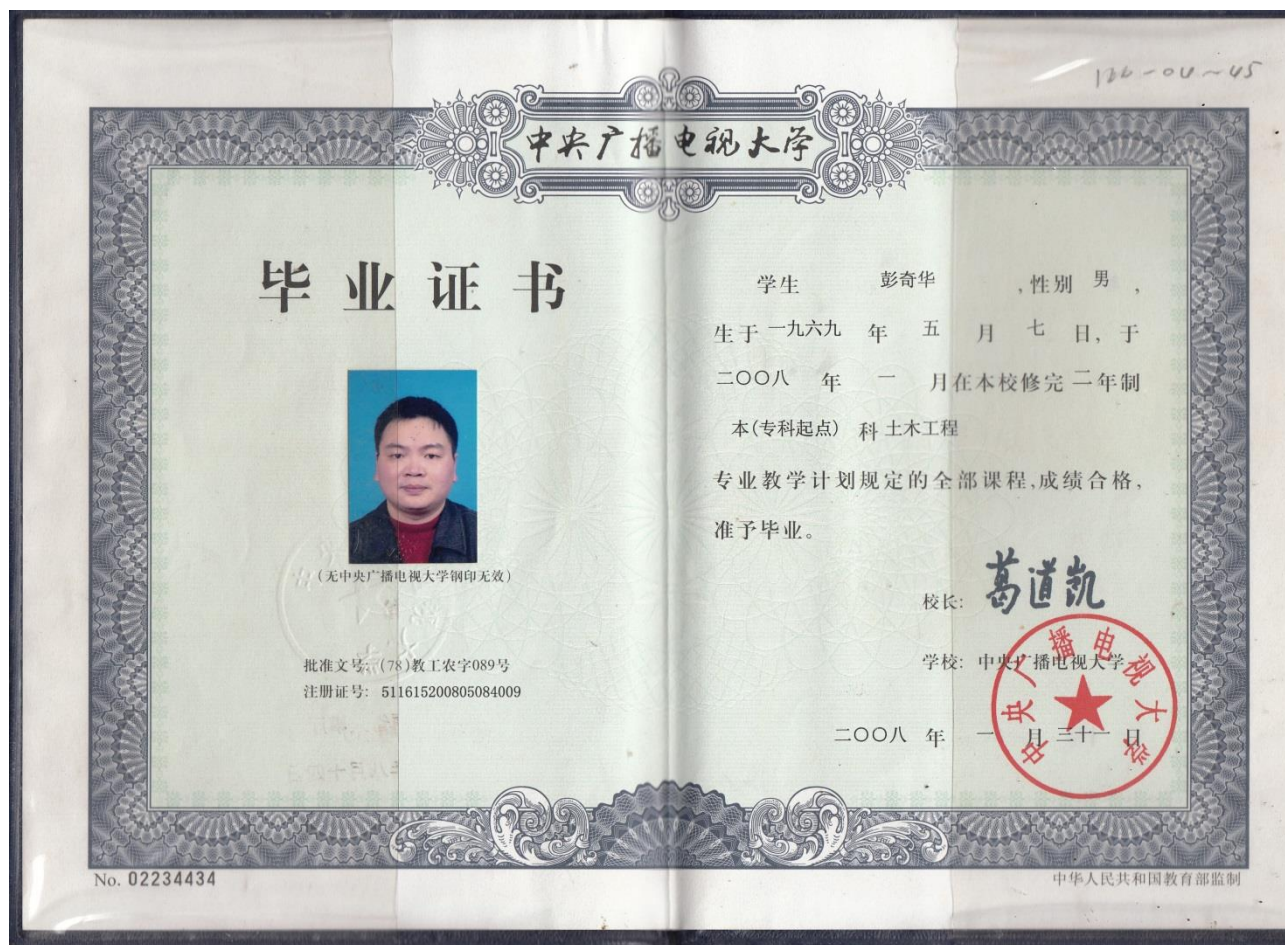 中央广播电视大学
毕业证书
(无中央广播电视大学钢印无效)
批准文号: (78)教工农字089号
注册证号: 511615200805084009
学生 彭奇华 ,性别 男 ,
生于 一九六九 年 五 月 七 日, 于
二〇〇八 年 一 月在本校修完 二年制
本(专科起点) 科 土木工程
专业教学计划规定的全部课程,成绩合格,
准予毕业。
校长: 葛道凯
学校: 中央广播电视大学
中央广播电视大学
二〇〇八 年 一 月 三十一 日
No. 02234434
中华人民共和国教育部监制